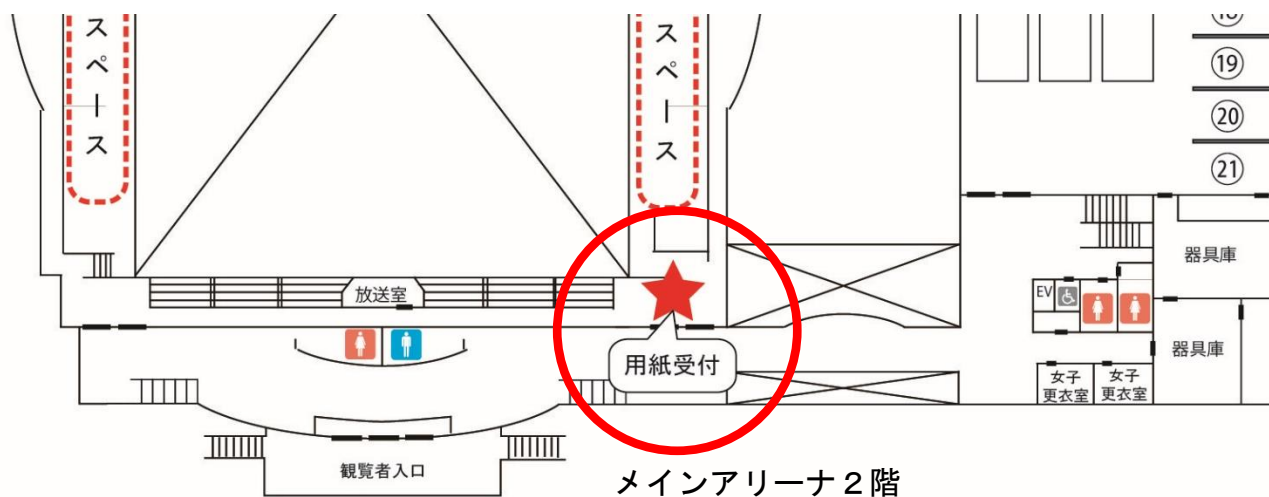 スペース
スペース
⑲
⑳
㉑
放送室
用紙受付
EV
器具庫
器具庫
女子
更衣室
女子
更衣室
観覧者入口
メインアリーナ２階